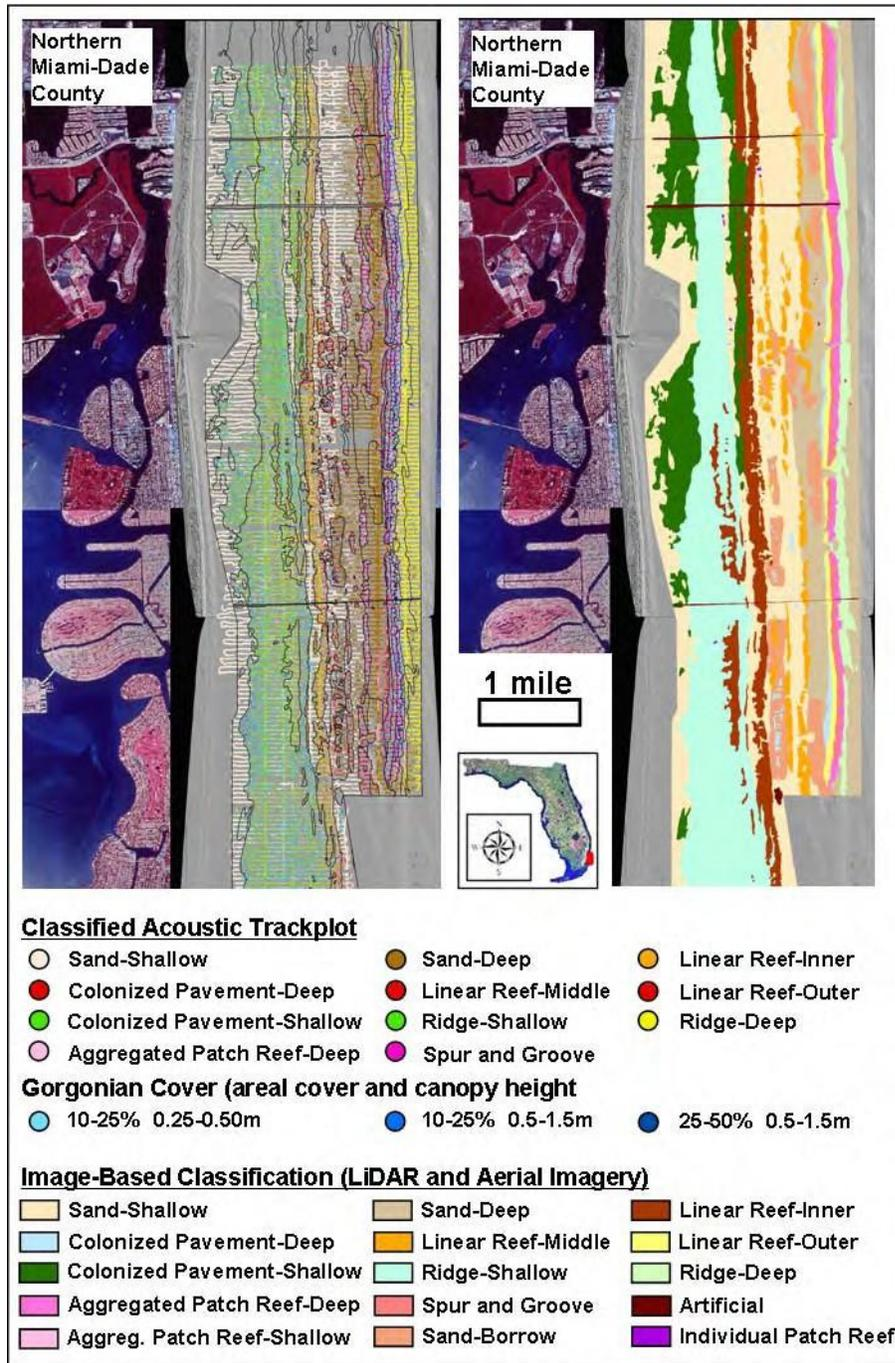 Northern
Miami-Dade
County
Northern
Miami-Dade
County
1 mile
N
W E
S
Classified Acoustic Trackplot
Sand-Shallow
Sand-Deep
Linear Reef-Inner
Colonized Pavement-Deep
Linear Reef-Middle
Linear Reef-Outer
Colonized Pavement-Shallow
Ridge-Shallow
Ridge-Deep
Aggregated Patch Reef-Deep
Spur and Groove
Gorgonian Cover (areal cover and canopy height
10-25% 0.25-0.50m
10-25% 0.5-1.5m
25-50% 0.5-1.5m
Image-Based Classification (LiDAR and Aerial Imagery)
Sand-Shallow
Sand-Deep
Linear Reef-Inner
Colonized Pavement-Deep
Linear Reef-Middle
Linear Reef-Outer
Colonized Pavement-Shallow
Ridge-Shallow
Ridge-Deep
Aggregated Patch Reef-Deep
Spur and Groove
Artificial
Aggreg. Patch Reef-Shallow
Sand-Borrow
Individual Patch Reef